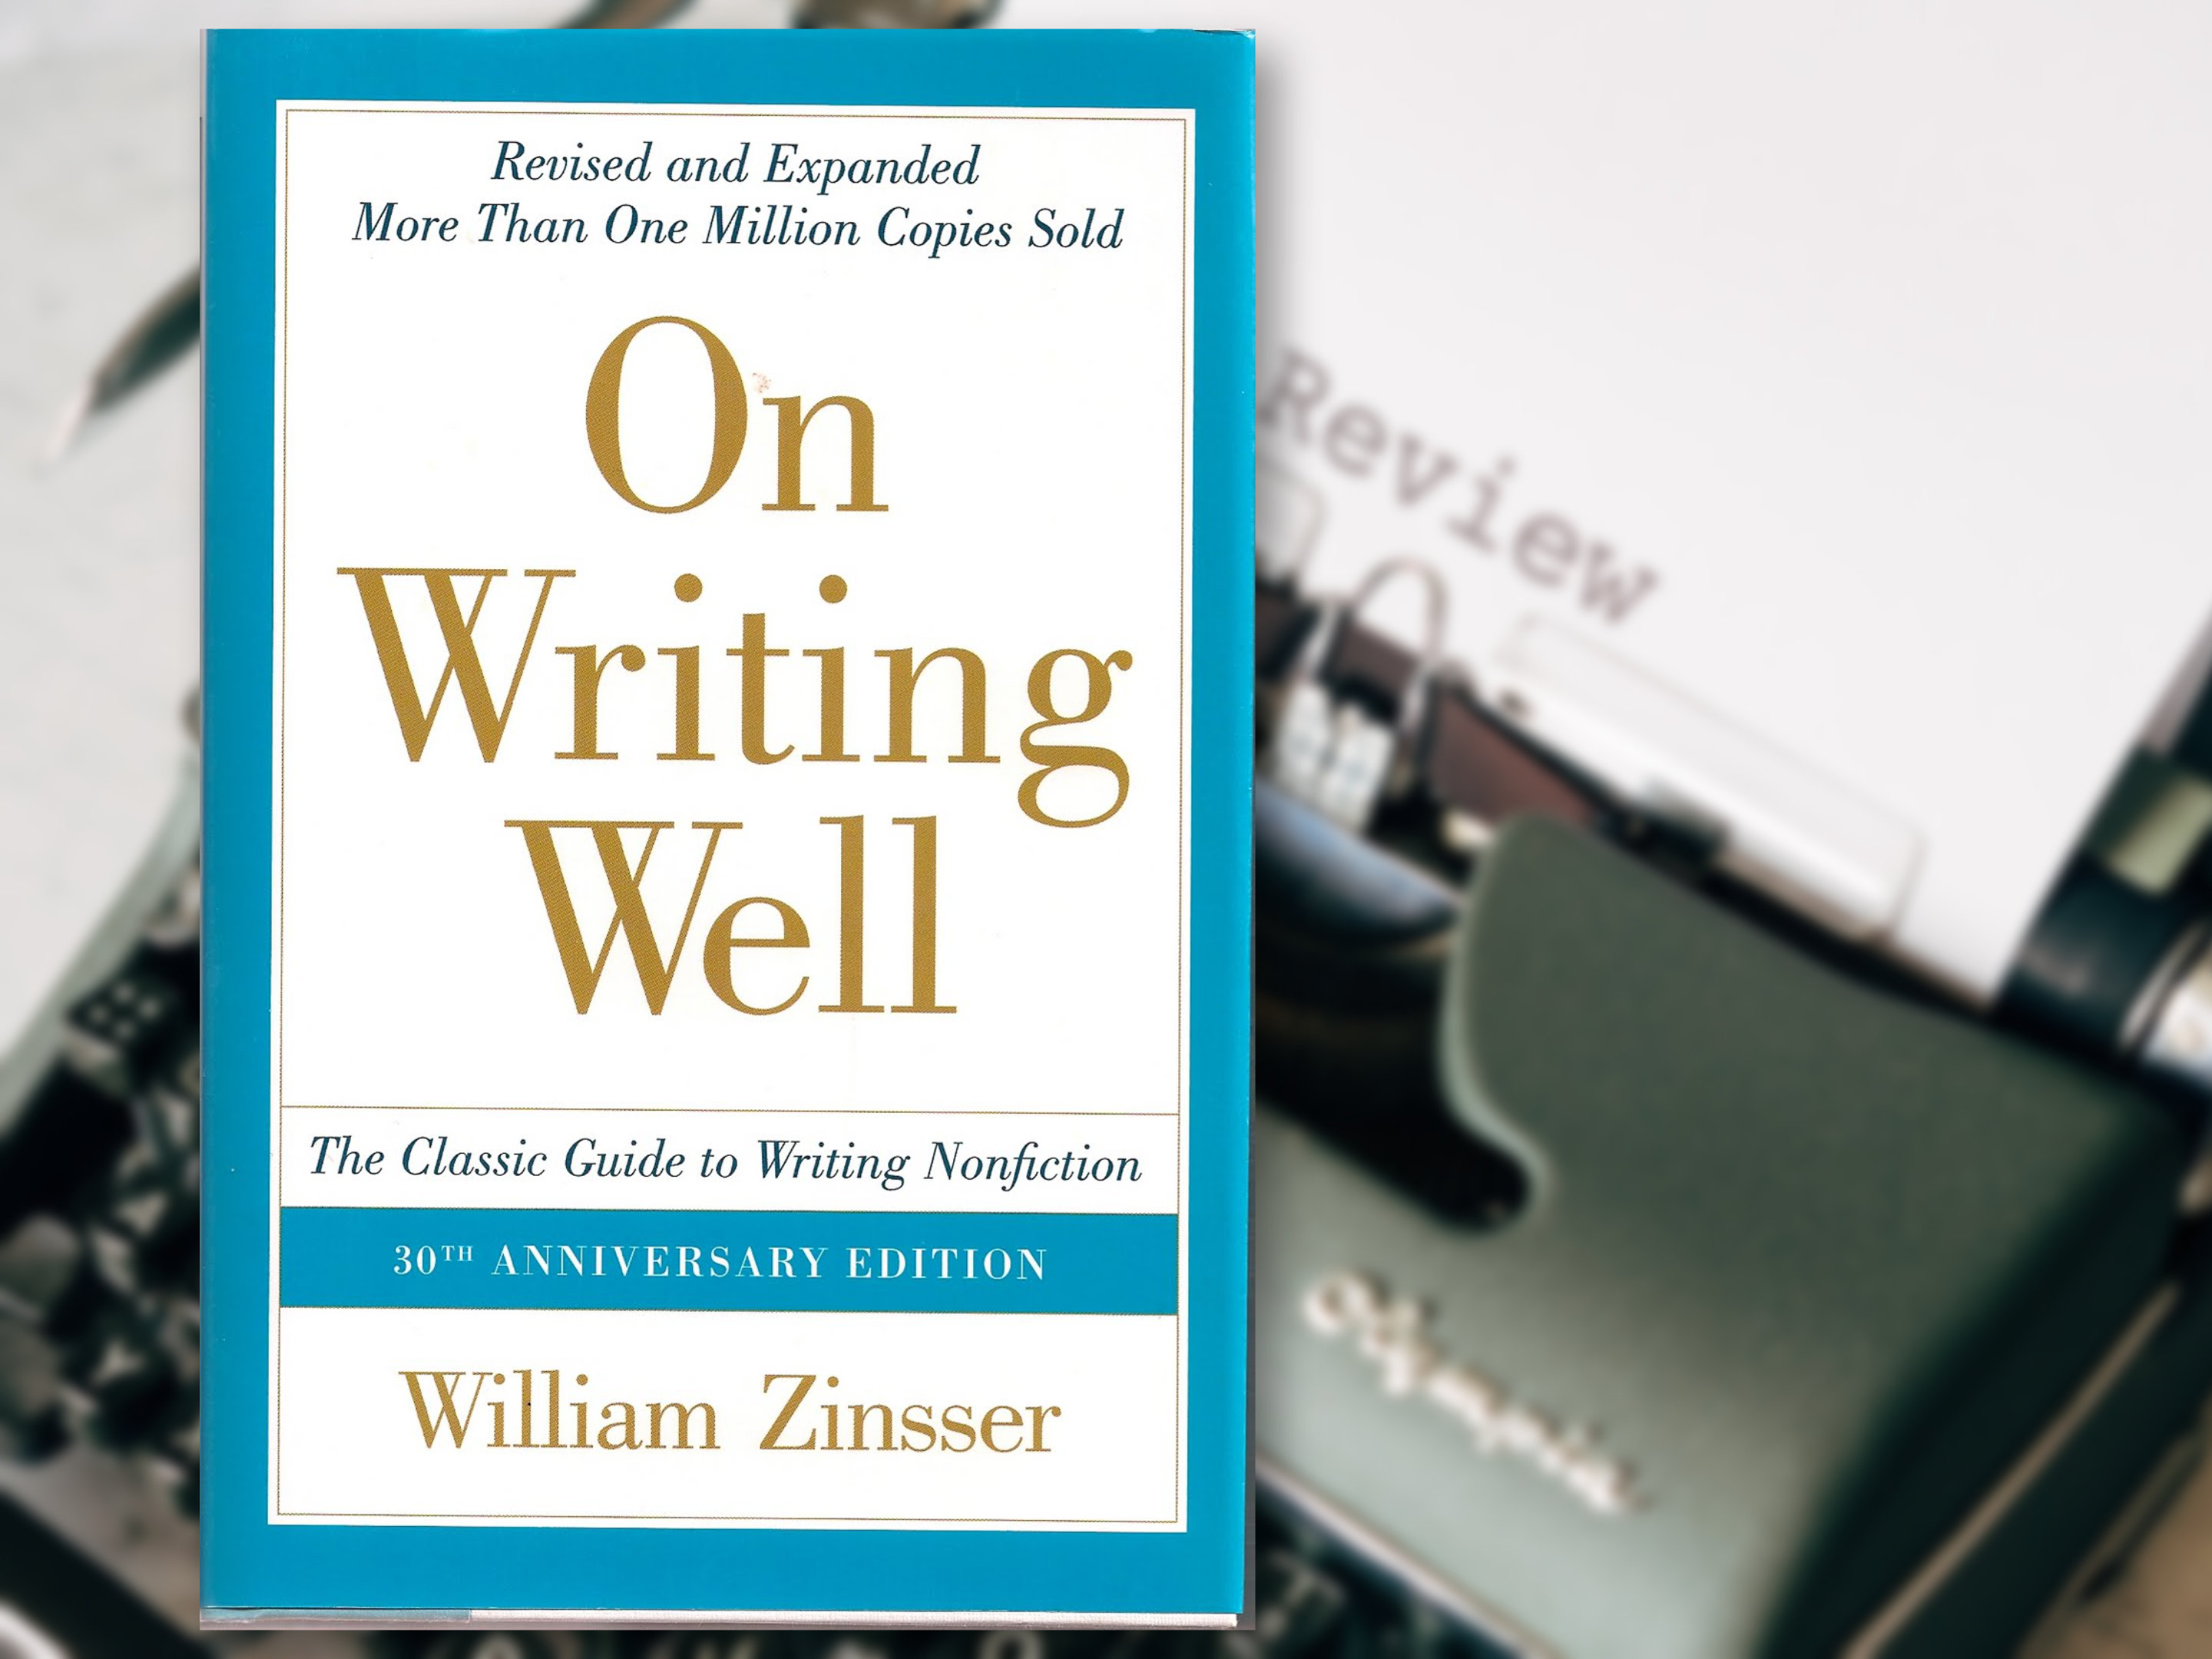 Revised and Expanded
More Than One Million Copies Sold
On
Writing
Well
The Classic Guide to Writing Nonfiction
30TH ANNIVERSARY EDITION
William Zinsser
Review
Olympia